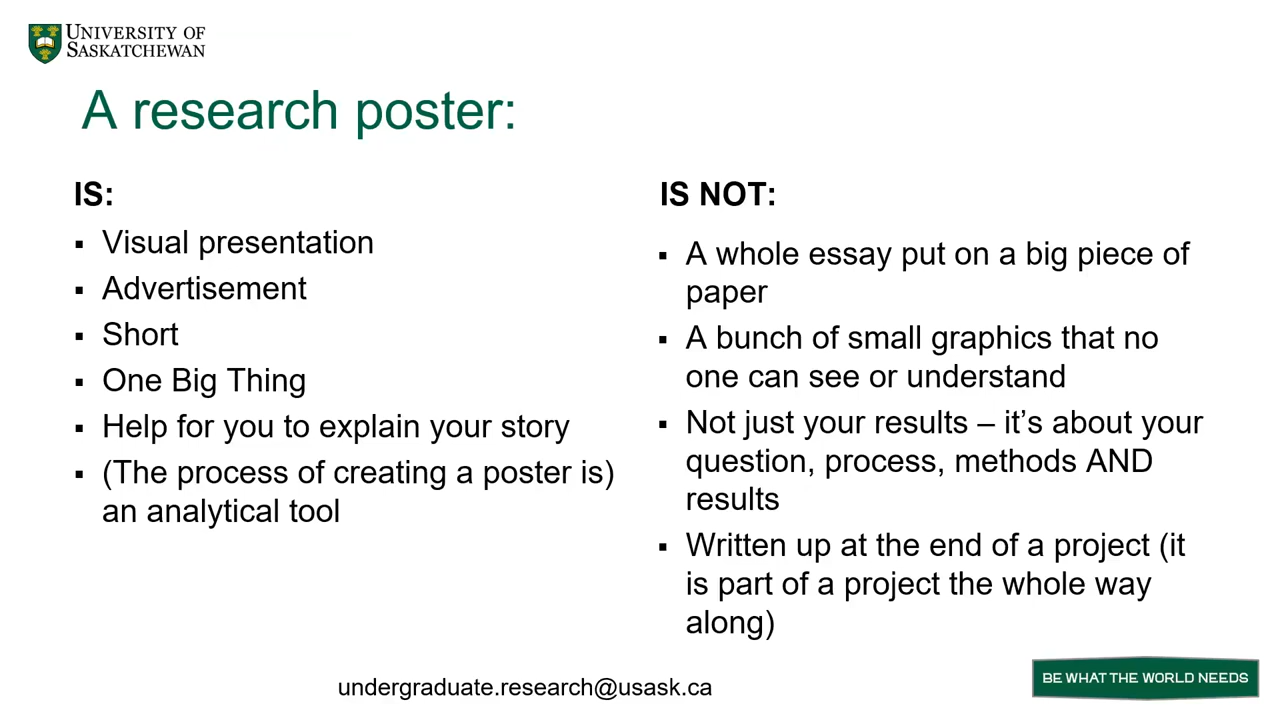 UNIVERSITY OF
SASKATCHEWAN
A research poster:
IS:
▪ Visual presentation
▪ Advertisement
▪ Short
▪ One Big Thing
▪ Help for you to explain your story
▪ (The process of creating a poster is)
an analytical tool
IS NOT:
▪ A whole essay put on a big piece of
paper
▪ A bunch of small graphics that no
one can see or understand
▪ Not just your results – it’s about your
question, process, methods AND
results
▪ Written up at the end of a project (it
is part of a project the whole way
along)
undergraduate.research@usask.ca
BE WHAT THE WORLD NEEDS